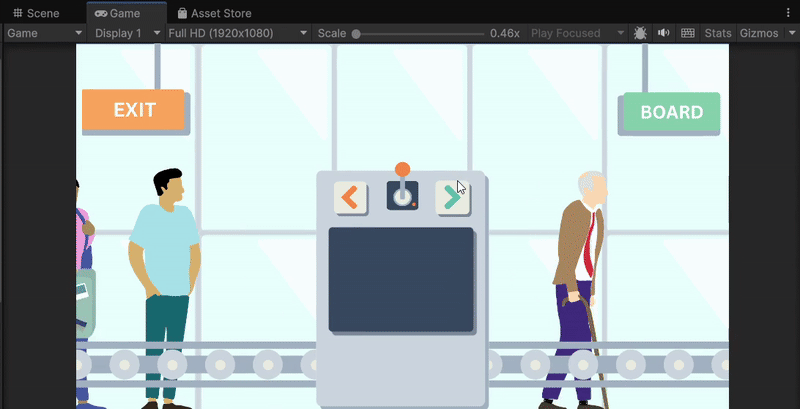 Scene Game Asset Store
Game Display 1 Full HD (1920x1080) Scale 0.46x Play Focused Stats Gizmos
EXIT
BOARD